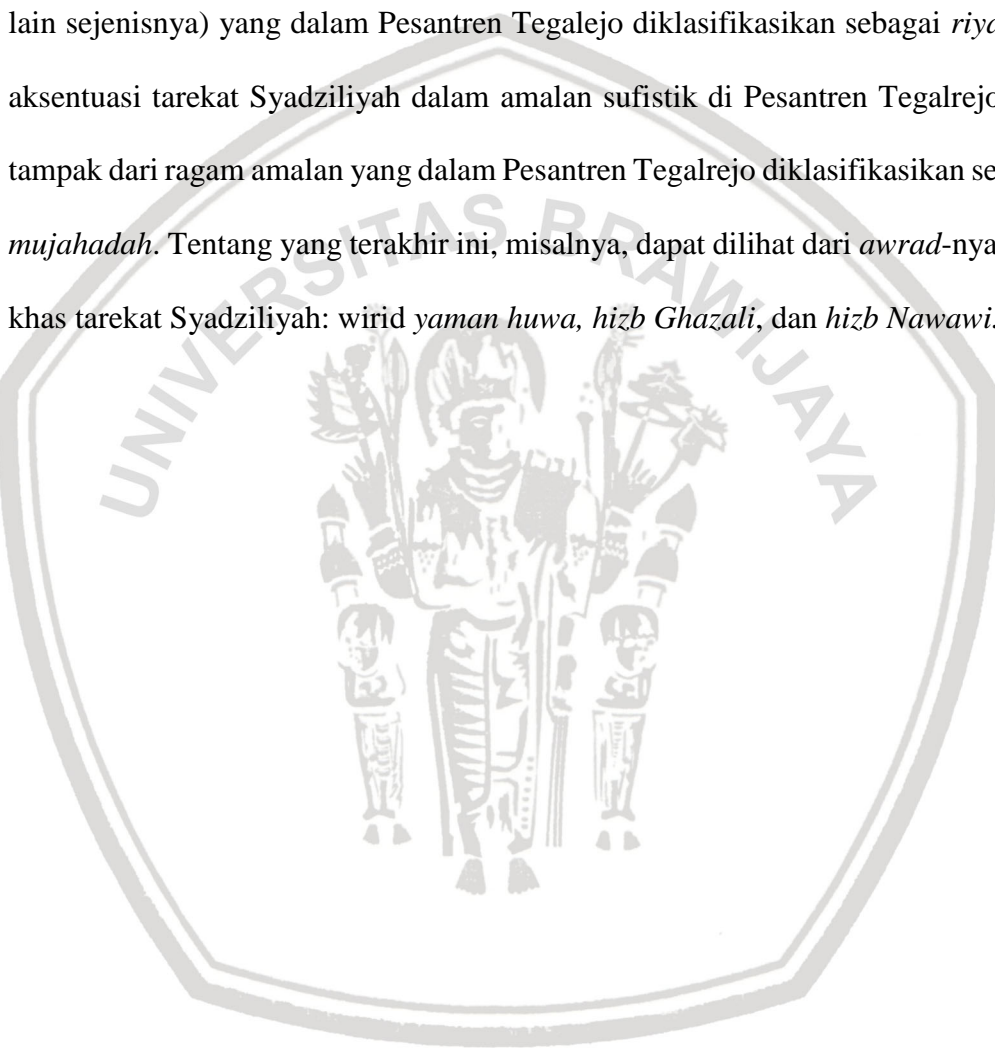 lain sejenisnya) yang dalam Pesantren Tegalejo diklasifikasikan sebagai
aksentuasi tarekat Syadziliyah dalam amalan sufistik di Pesantren Tegalrejo
tampak dari ragam amalan yang dalam Pesantren Tegalrejo diklasifikasikan
mujahadah. Tentang yang terakhir ini, misalnya, dapat dilihat dari awrad-nya
khas tarekat Syadziliyah: wirid yaman huwa, hizb Ghazali, dan hizb Nawawi.
UNIVERSITAS BRAWIJAYA